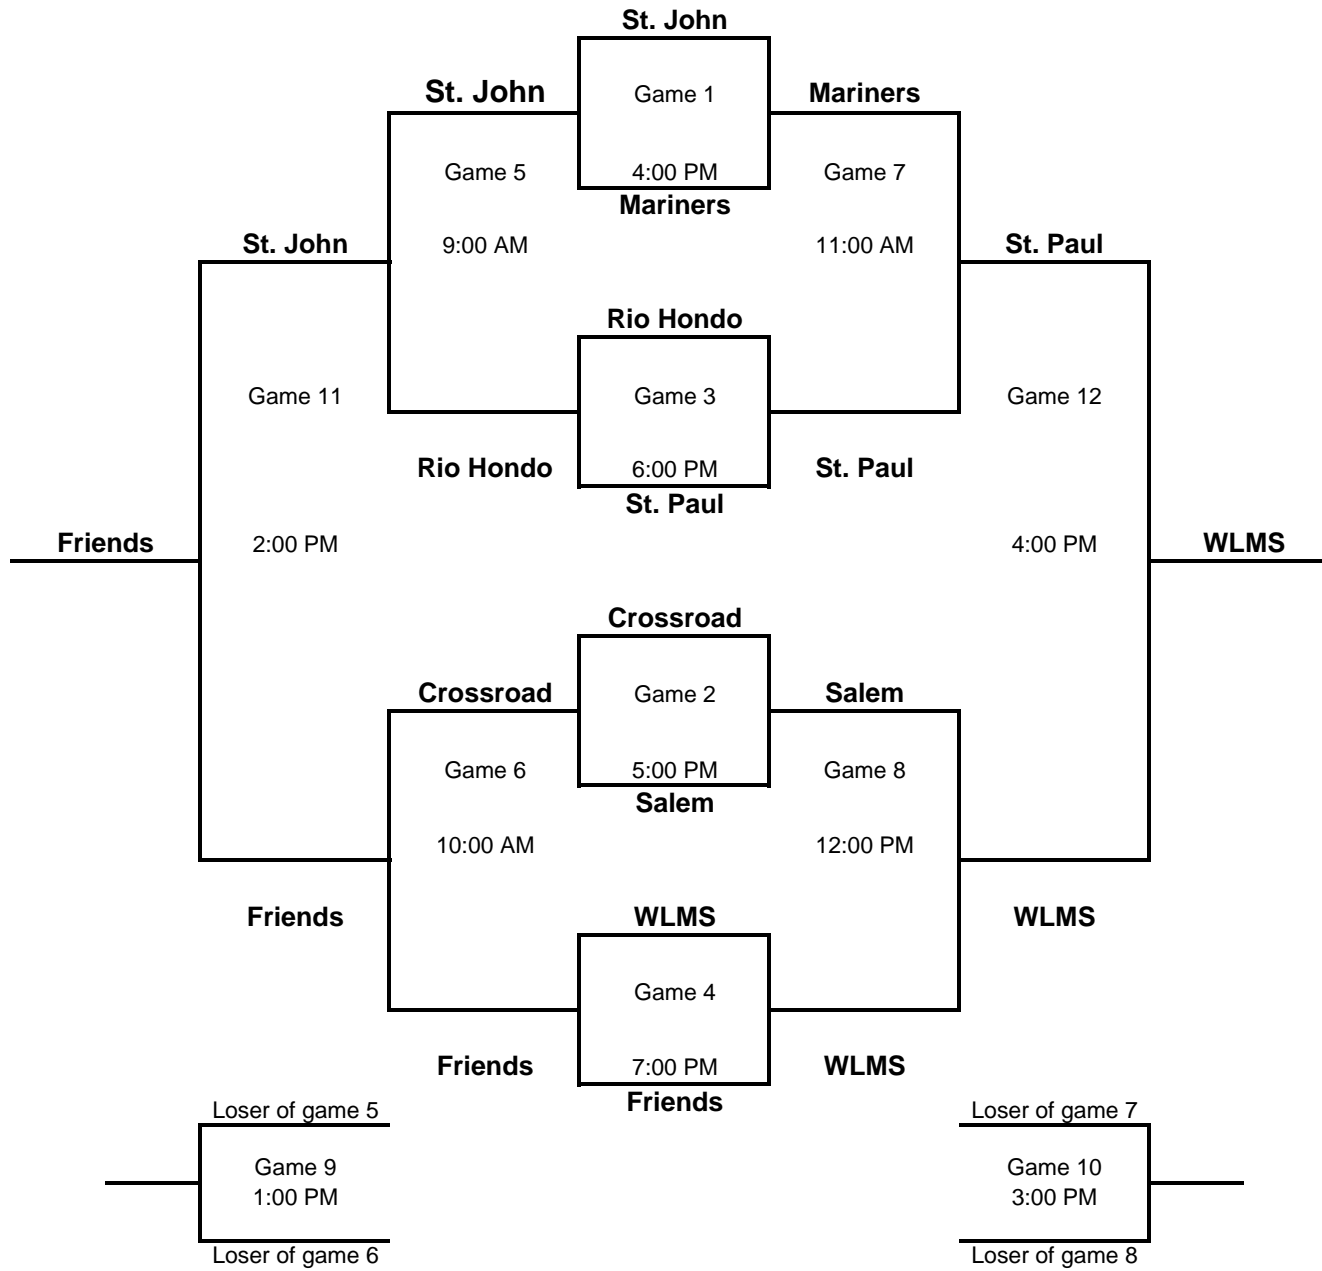 St. John
St. John
Game 1
Mariners
Game 5
4:00 PM
Game 7
Mariners
St. John
9:00 AM
11:00 AM
St. Paul
Rio Hondo
Game 11
Game 3
Game 12
Rio Hondo
6:00 PM
St. Paul
St. Paul
Friends
2:00 PM
4:00 PM
WLMS
Crossroad
Crossroad
Game 2
Salem
Game 6
5:00 PM
Game 8
Salem
10:00 AM
12:00 PM
Friends
WLMS
WLMS
Game 4
Friends
7:00 PM
WLMS
Friends
Loser of game 5
Loser of game 7
Game 9
Game 10
1:00 PM
3:00 PM
Loser of game 6
Loser of game 8